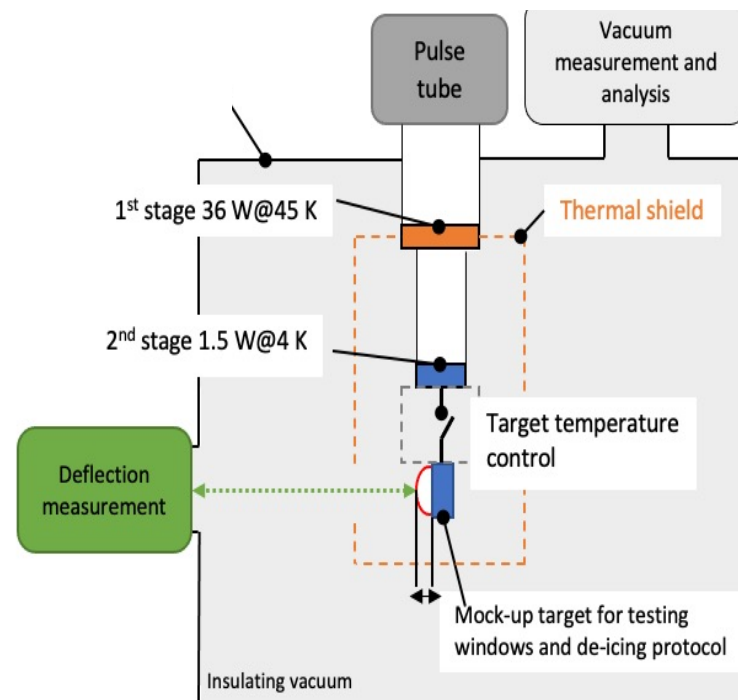 Pulse
tube
Vacuum
measurement and
analysis
1st stage 36 W@45 K
Thermal shield
2nd stage 1.5 W@4 K
Target temperature
control
Deflection
measurement
Mock-up target for testing
windows and de-icing protocol
Insulating vacuum